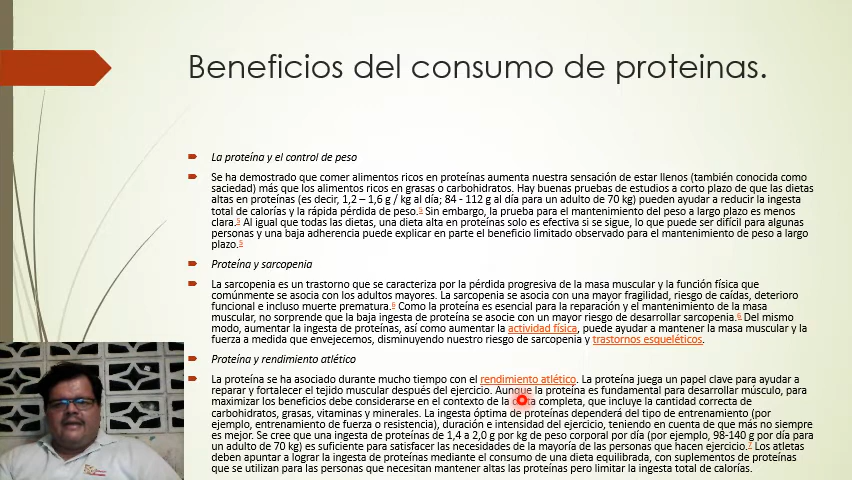 Beneficios del consumo de proteinas.
La proteína y el control de peso
Se ha demostrado que comer alimentos ricos en proteínas aumenta nuestra sensación de estar llenos (también conocida como
saciedad) más que los alimentos ricos en grasas o carbohidratos. Hay buenas pruebas de estudios a corto plazo de que las dietas
altas en proteínas (es decir, 1,2 – 1,6 g / kg al día; 84 - 112 g al día para un adulto de 70 kg) pueden ayudar a reducir la ingesta
total de calorías y la rápida pérdida de peso.5 Sin embargo, la prueba para el mantenimiento del peso a largo plazo es menos
clara.5 Al igual que todas las dietas, una dieta alta en proteínas solo es efectiva si se sigue, lo que puede ser difícil para algunas
personas y una baja adherencia puede explicar en parte el beneficio limitado observado para el mantenimiento de peso a largo
plazo.5
Proteína y sarcopenia
La sarcopenia es un trastorno que se caracteriza por la pérdida progresiva de la masa muscular y la función física que
comúnmente se asocia con los adultos mayores. La sarcopenia se asocia con una mayor fragilidad, riesgo de caídas, deterioro
funcional e incluso muerte prematura.6 Como la proteína es esencial para la reparación y el mantenimiento de la masa
muscular, no sorprende que la baja ingesta de proteína se asocie con un mayor riesgo de desarrollar sarcopenia.6 Del mismo
modo, aumentar la ingesta de proteínas, así como aumentar la actividad física, puede ayudar a mantener la masa muscular y la
fuerza a medida que envejecemos, disminuyendo nuestro riesgo de sarcopenia y trastornos esqueléticos.
Proteína y rendimiento atlético
La proteína se ha asociado durante mucho tiempo con el rendimiento atlético. La proteína juega un papel clave para ayudar a
reparar y fortalecer el tejido muscular después del ejercicio. Aunque la proteína es fundamental para desarrollar músculo, para
maximizar los beneficios debe considerarse en el contexto de la dieta completa, que incluye la cantidad correcta de
carbohidratos, grasas, vitaminas y minerales. La ingesta óptima de proteínas dependerá del tipo de entrenamiento (por
ejemplo, entrenamiento de fuerza o resistencia), duración e intensidad del ejercicio, teniendo en cuenta de que más no siempre
es mejor. Se cree que una ingesta de proteínas de 1,4 a 2,0 g por kg de peso corporal por día (por ejemplo, 98-140 g por día para
un adulto de 70 kg) es suficiente para satisfacer las necesidades de la mayoría de las personas que hacen ejercicio.7 Los atletas
deben apuntar a lograr la ingesta de proteínas mediante el consumo de una dieta equilibrada, con suplementos de proteínas
que se utilizan para las personas que necesitan mantener altas las proteínas pero limitar la ingesta total de calorías.